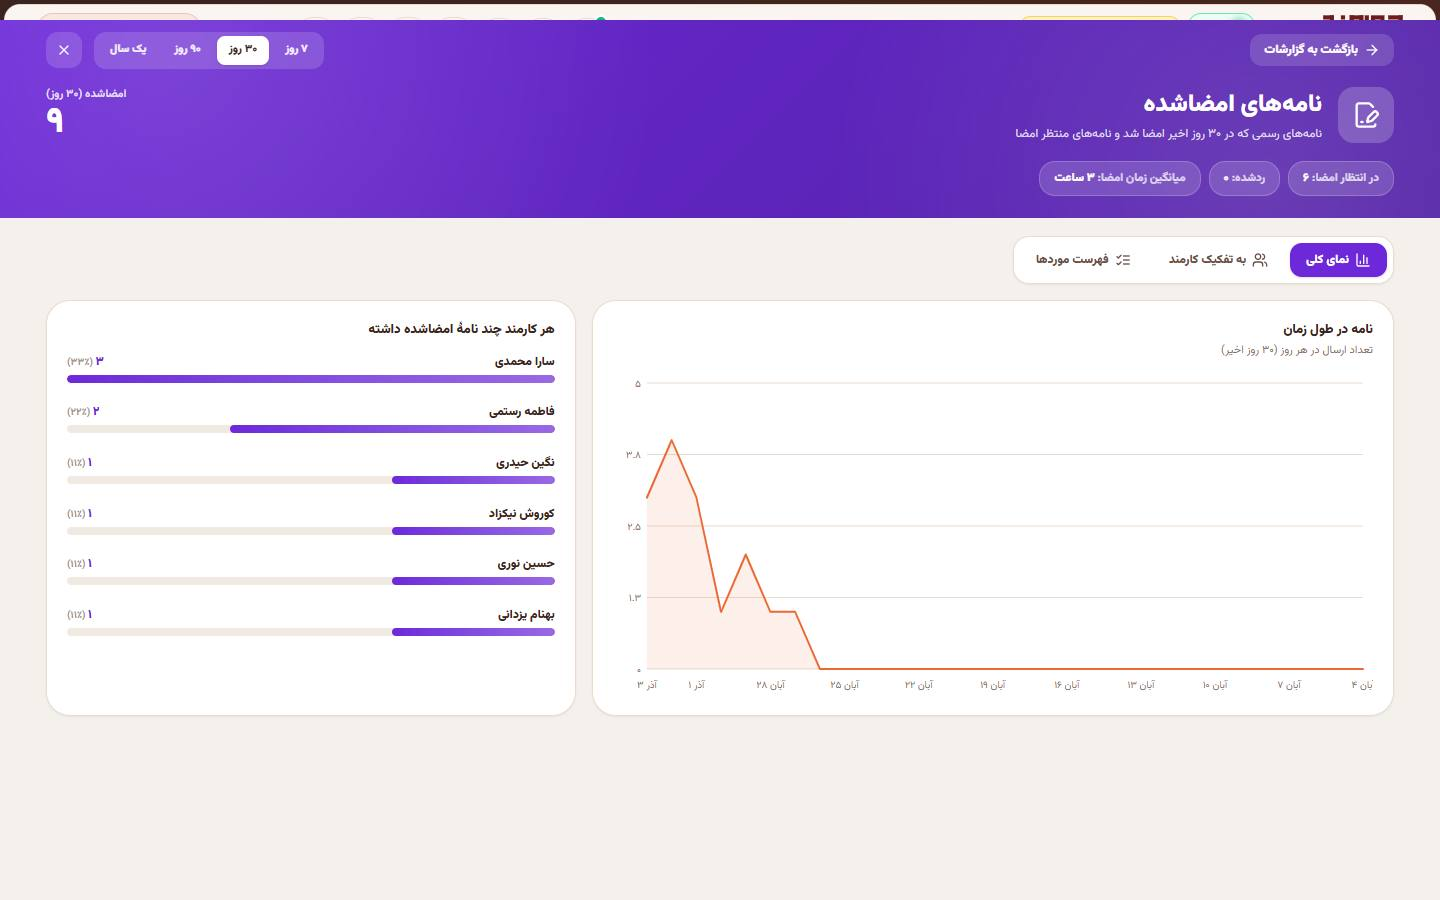 بازگشت به گزارشات
۷ روز
۳۰ روز
۹۰ روز
یک سال
نامه‌های امضاشده
نامه‌های رسمی که در ۳۰ روز اخیر امضا شد و نامه‌های منتظر امضا
امضاشده (۳۰ روز)
۹
در انتظار امضا: ۶
ردشده: ۰
میانگین زمان امضا: ۳ ساعت
نمای کلی
به تفکیک کارمند
فهرست موردها
نامه در طول زمان
تعداد ارسال در هر روز (۳۰ روز اخیر)
۵
۳.۸
۲.۵
۱.۳
۰
۳ آذر
۱ آذر
۲۸ آبان
۲۵ آبان
۲۲ آبان
۱۹ آبان
۱۶ آبان
۱۳ آبان
۱۰ آبان
۷ آبان
۴
هر کارمند چند نامهٔ امضاشده داشته
سارا محمدی
۳ (۳۳٪)
فاطمه رستمی
۲ (۲۲٪)
نگین حیدری
۱ (۱۱٪)
کوروش نیکزاد
۱ (۱۱٪)
حسین نوری
۱ (۱۱٪)
بهنام یزدانی
۱ (۱۱٪)